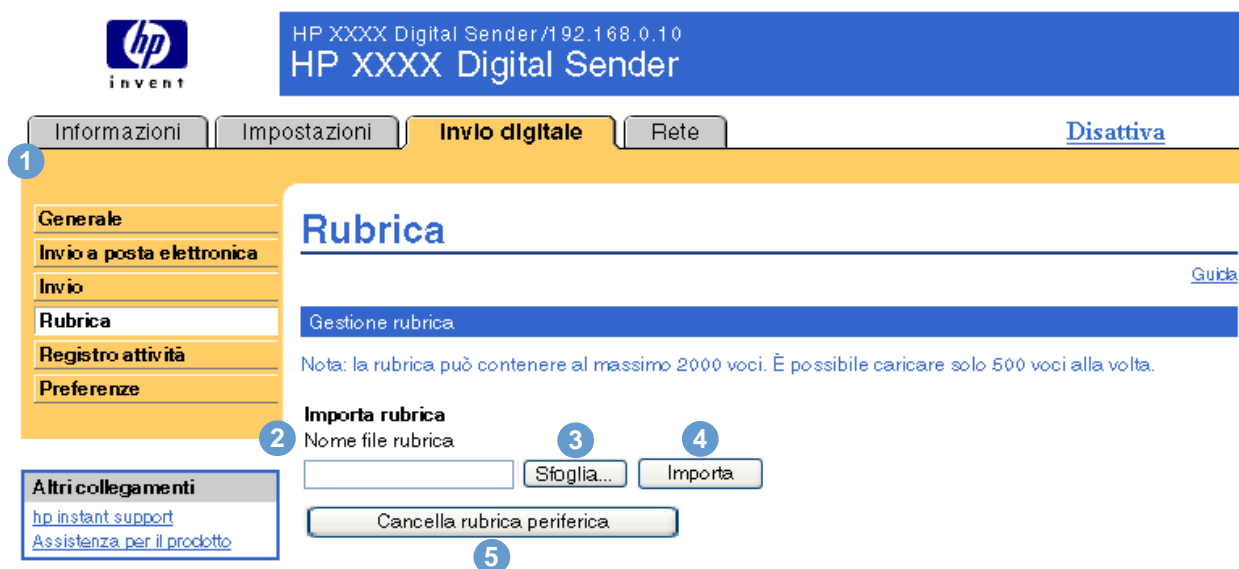 hp
invent
HP XXXX Digital Sender/192.168.0.10
HP XXXX Digital Sender
Informazioni
Impostazioni
Invio digitale
Rete
Disattiva
1
Generale
Invio a posta elettronica
Invio
Rubrica
Registro attività
Preferenze
Altri collegamenti
hp instant support
Assistenza per il prodotto
Rubrica
Guida
Gestione rubrica
Nota: la rubrica può contenere al massimo 2000 voci. È possibile caricare solo 500 voci alla volta.
Importa rubrica
2
Nome file rubrica
3
4
Sfoglia...
Importa
Cancella rubrica periferica
5